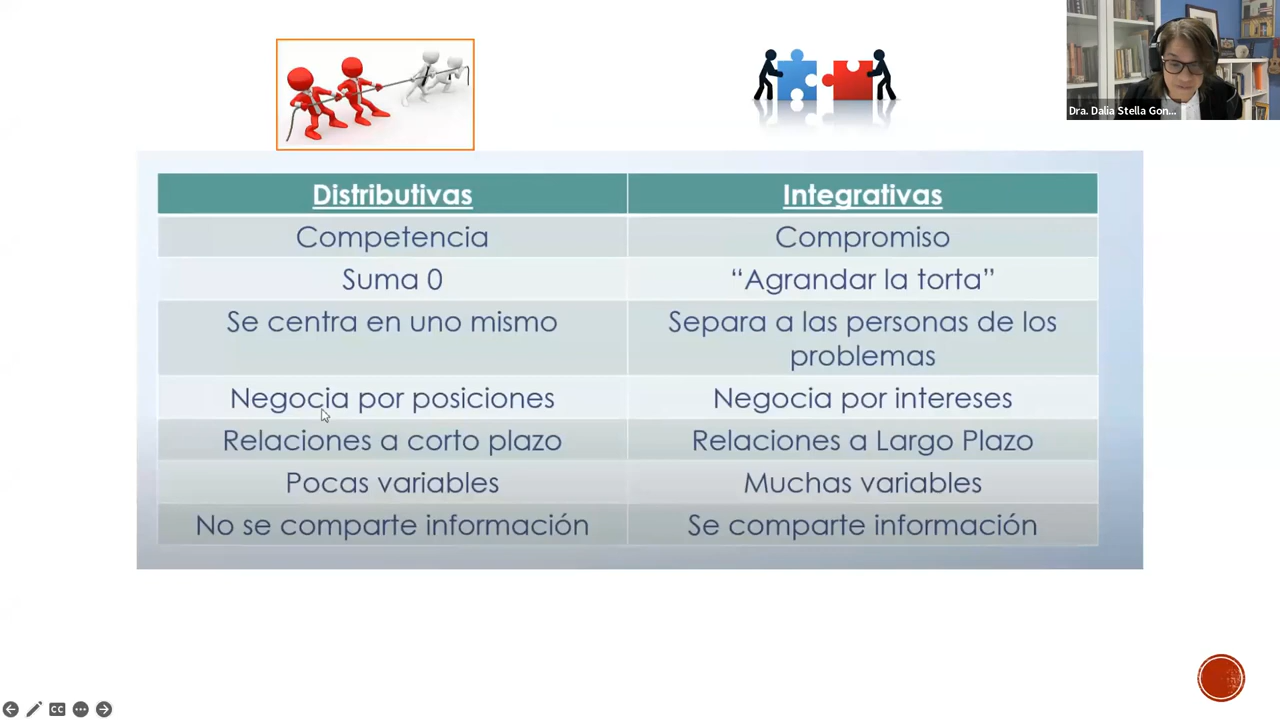 Dra. Dalia Stella Gon...
Distributivas
Integrativas
Competencia
Compromiso
Suma 0
“Agrandar la torta”
Se centra en uno mismo
Separa a las personas de los
problemas
Negocia por posiciones
Negocia por intereses
Relaciones a corto plazo
Relaciones a Largo Plazo
Pocas variables
Muchas variables
No se comparte información
Se comparte información
CC